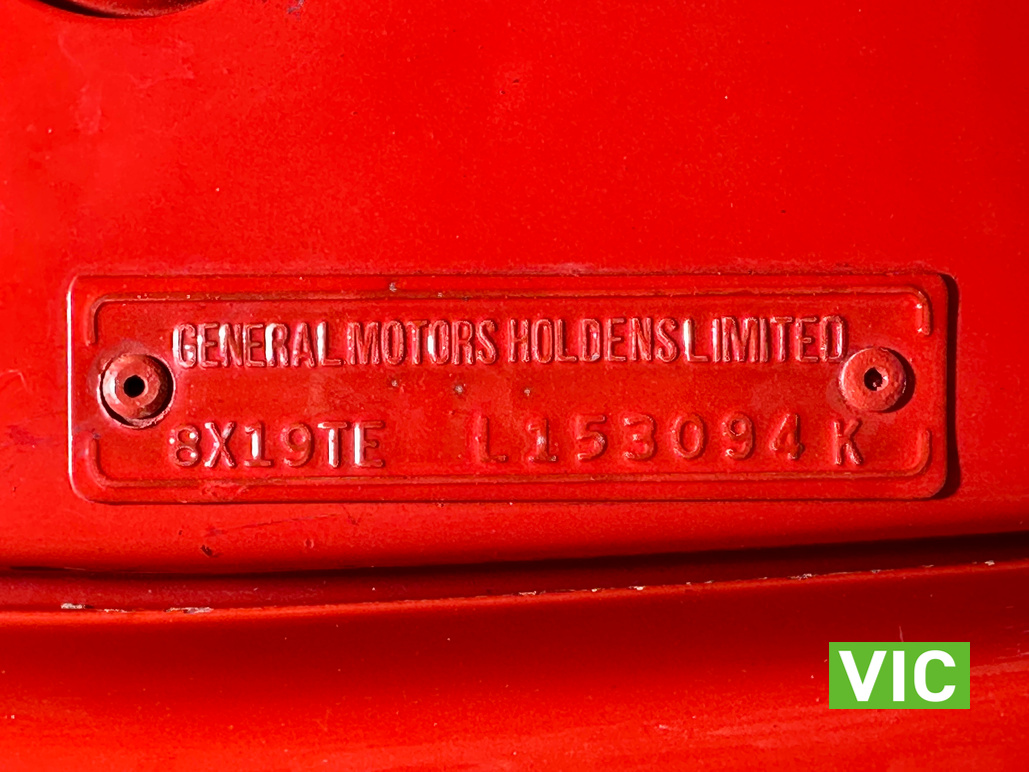 GENERAL MOTORS HOLDENS LIMITED
8X19TE L153094K
VIC